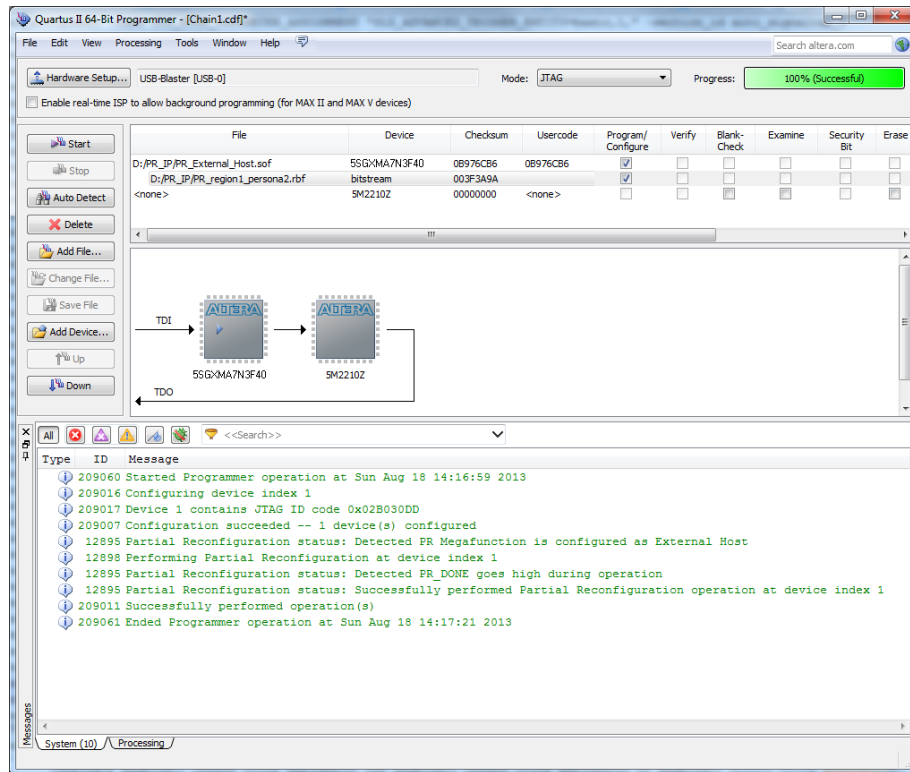 Quartus II 64-Bit Programmer - [Chain1.cdf]*
File Edit View Processing Tools Window Help
Search altera.com
Hardware Setup... USB-Blaster [USB-0] Mode: JTAG Progress: 100% (Successful)
Enable real-time ISP to allow background programming (for MAX II and MAX V devices)
Start
Stop
Auto Detect
Delete
Add File...
Change File...
Save File
Add Device...
Up
Down
File Device Checksum Usercode Program/ Configure Verify Blank- Check Examine Security Bit Erase
D:/PR_IP/PR_External_Host.sof 5SGXMA7N3F40 0B976CB6 0B976CB6
D:/PR_IP/PR_region1_persona2.rbf bitstream 003F3A9A
<none> 5M2210Z 00000000 <none>
TDI
ALTERA
ALTERA
5SGXMA7N3F40
5M2210Z
TDO
All <<Search>>
Type ID Message
209060 Started Programmer operation at Sun Aug 18 14:16:59 2013
209016 Configuring device index 1
209017 Device 1 contains JTAG ID code 0x02B030DD
209007 Configuration succeeded -- 1 device(s) configured
12895 Partial Reconfiguration status: Detected PR Megafunction is configured as External Host
12898 Performing Partial Reconfiguration at device index 1
12895 Partial Reconfiguration status: Detected PR_DONE goes high during operation
12895 Partial Reconfiguration status: Successfully performed Partial Reconfiguration operation at device index 1
209011 Successfully performed operation(s)
209061 Ended Programmer operation at Sun Aug 18 14:17:21 2013
Messages
System (10) Processing